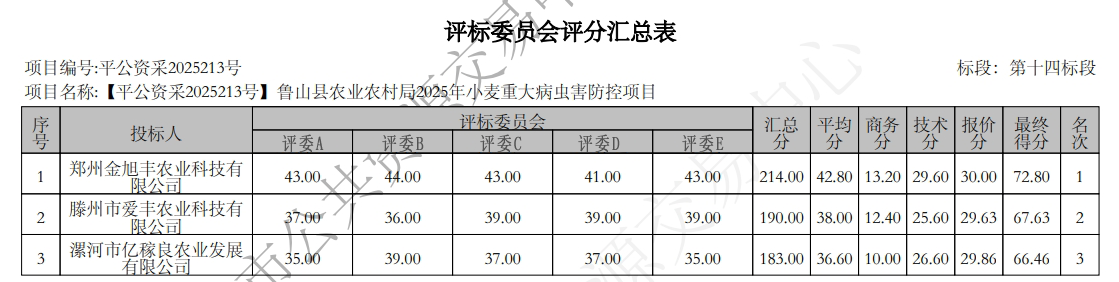 评标委员会评分汇总表
项目编号:平公资采2025213号
标段：第十四标段
项目名称:【平公资采2025213号】鲁山县农业农村局2025年小麦重大病虫害防控项目
序号 投标人 评标委员会 汇总分 平均分 商务分 技术分 报价分 最终得分 名次
评委A 评委B 评委C 评委D 评委E
1 郑州金旭丰农业科技有限公司 43.00 44.00 43.00 41.00 43.00 214.00 42.80 13.20 29.60 30.00 72.80 1
2 滕州市爱丰农业科技有限公司 37.00 36.00 39.00 39.00 39.00 190.00 38.00 12.40 25.60 29.63 67.63 2
3 漯河市亿稼良农业发展有限公司 35.00 39.00 37.00 37.00 35.00 183.00 36.60 10.00 26.60 29.86 66.46 3